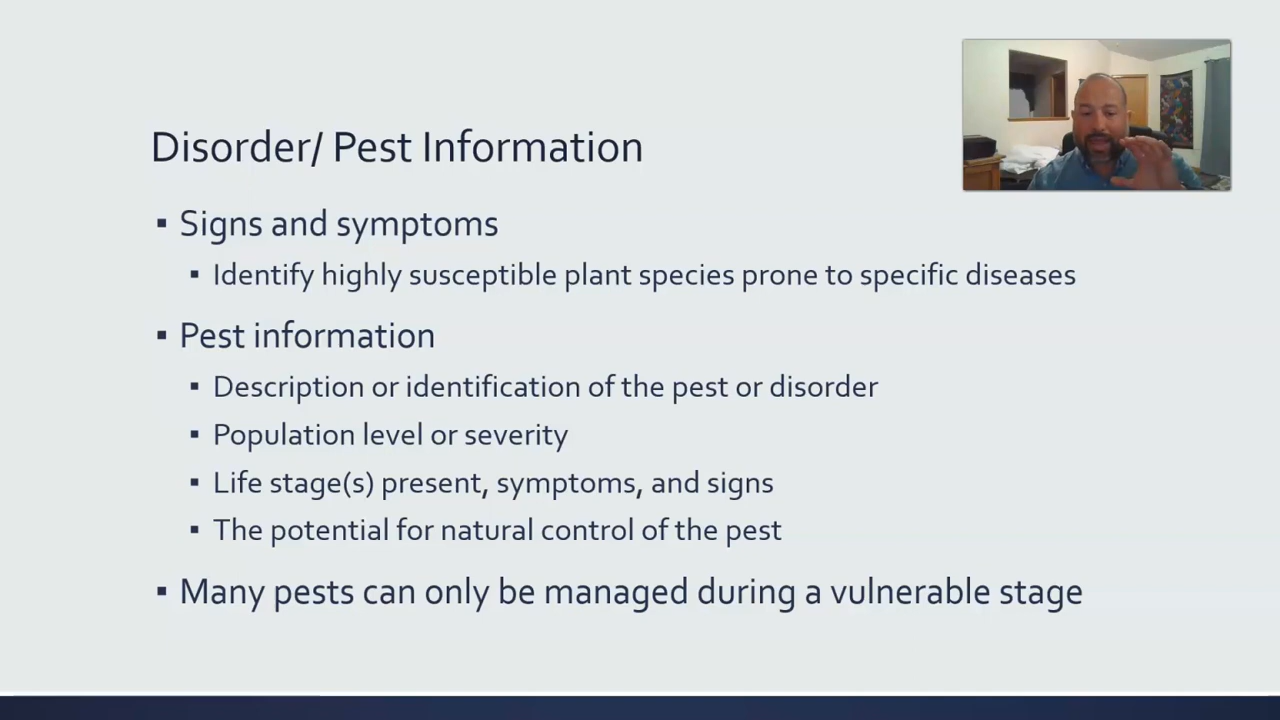 Disorder/ Pest Information
▪ Signs and symptoms
▪ Identify highly susceptible plant species prone to specific diseases
▪ Pest information
▪ Description or identification of the pest or disorder
▪ Population level or severity
▪ Life stage(s) present, symptoms, and signs
▪ The potential for natural control of the pest
▪ Many pests can only be managed during a vulnerable stage